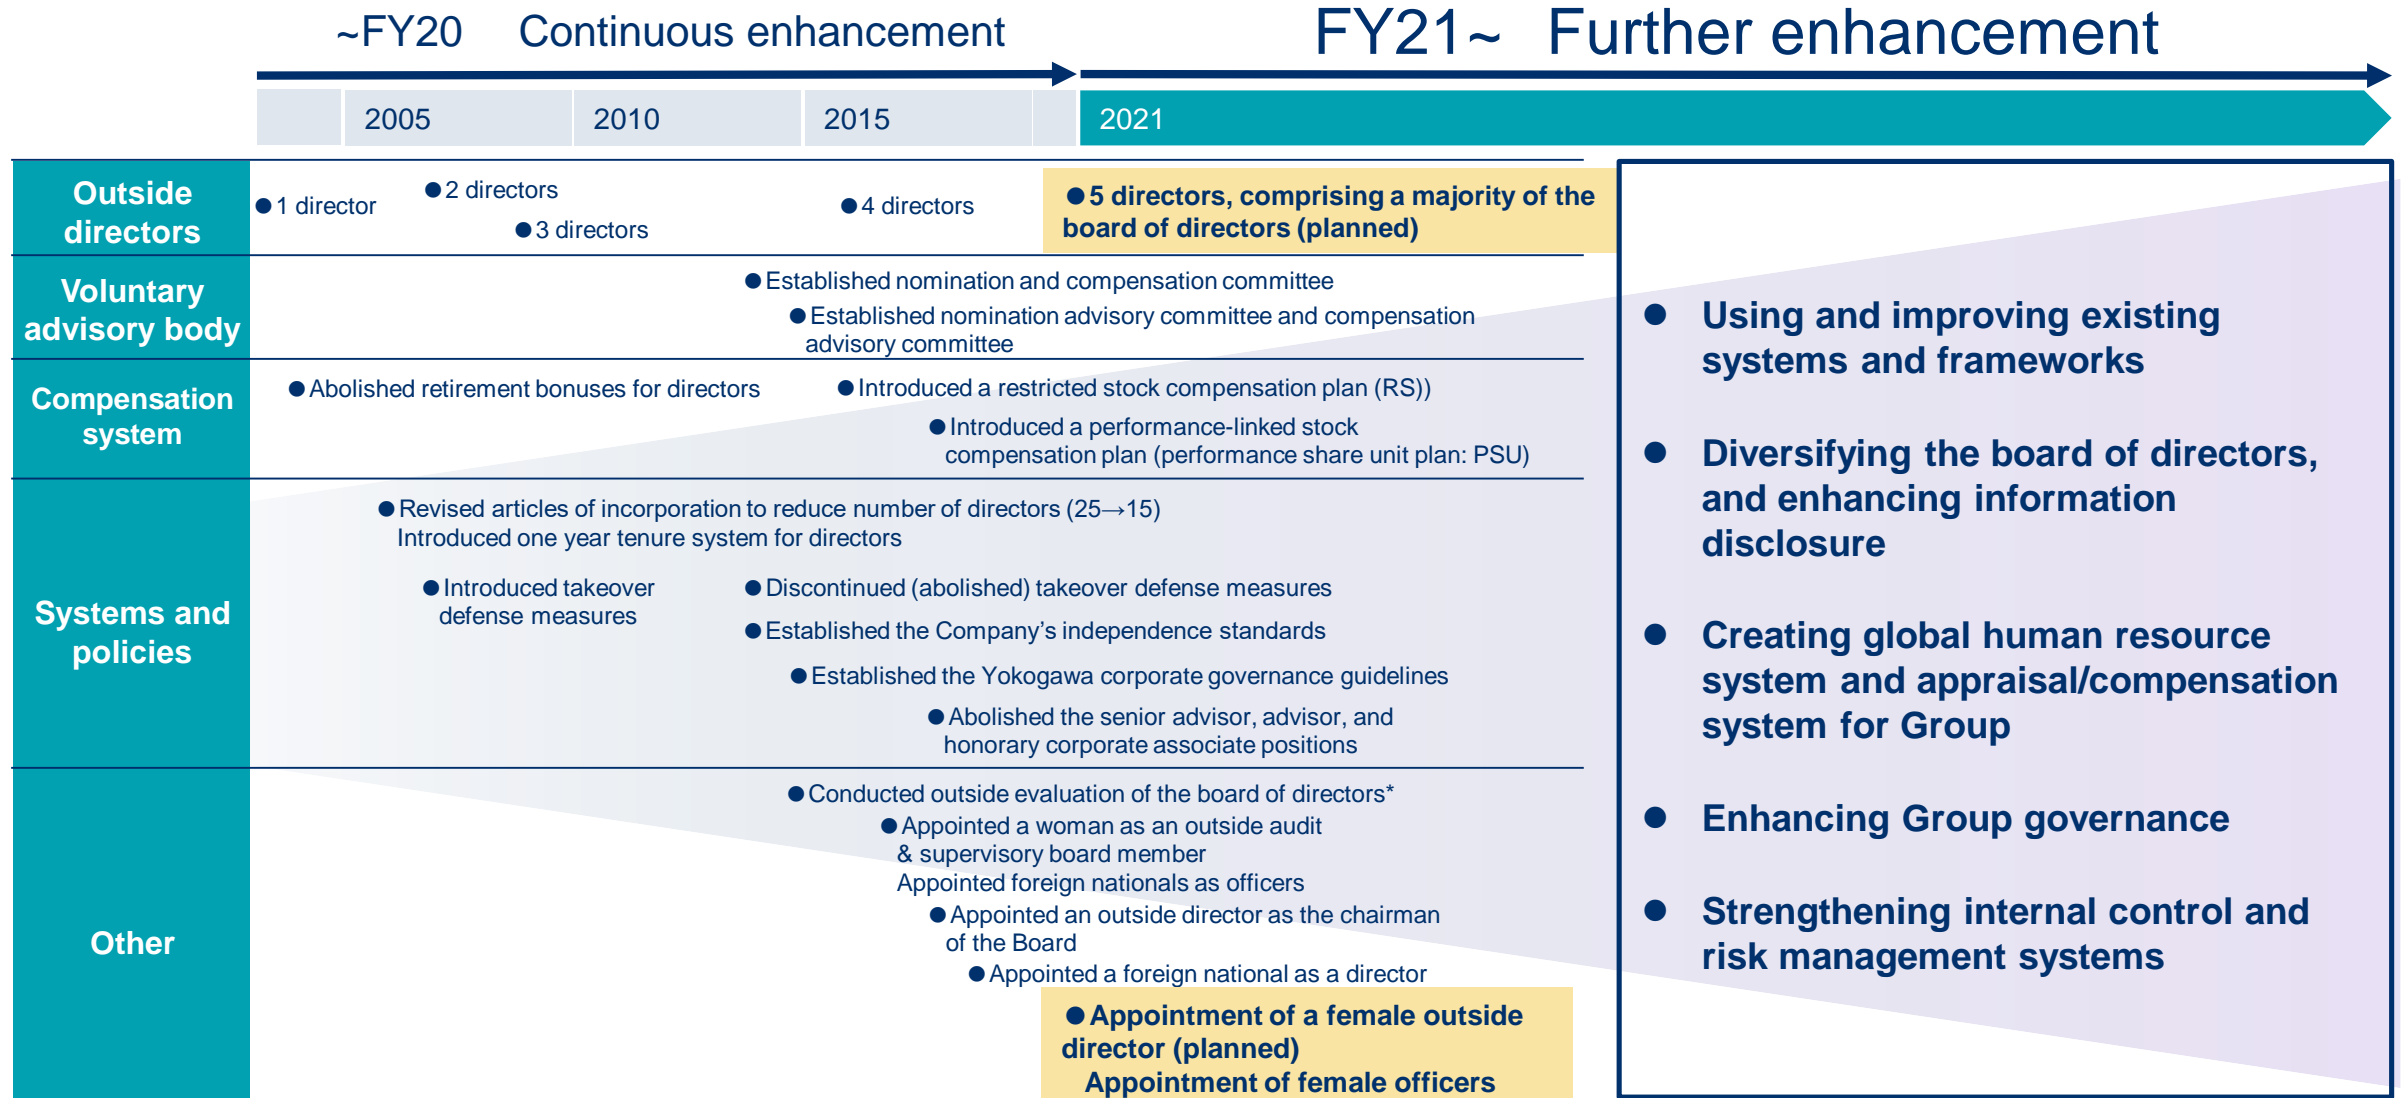 ~FY20 Continuous enhancement
FY21~ Further enhancement
2005
2010
2015
2021
Outside
directors
●1 director
●2 directors
●3 directors
●4 directors
●5 directors, comprising a majority of the
board of directors (planned)
Voluntary
advisory body
●Established nomination and compensation committee
●Established nomination advisory committee and compensation
advisory committee
Compensation
system
●Abolished retirement bonuses for directors
●Introduced a restricted stock compensation plan (RS))
●Introduced a performance-linked stock
compensation plan (performance share unit plan: PSU)
Systems and
policies
●Revised articles of incorporation to reduce number of directors (25→15)
Introduced one year tenure system for directors
●Introduced takeover
defense measures
●Discontinued (abolished) takeover defense measures
●Established the Company's independence standards
●Established the Yokogawa corporate governance guidelines
●Abolished the senior advisor, advisor, and
honorary corporate associate positions
Other
●Conducted outside evaluation of the board of directors*
●Appointed a woman as an outside audit
& supervisory board member
Appointed foreign nationals as officers
●Appointed an outside director as the chairman
of the Board
●Appointed a foreign national as a director
●Appointment of a female outside
director (planned)
Appointment of female officers
● Using and improving existing
systems and frameworks
● Diversifying the board of directors,
and enhancing information
disclosure
● Creating global human resource
system and appraisal/compensation
system for Group
● Enhancing Group governance
● Strengthening internal control and
risk management systems